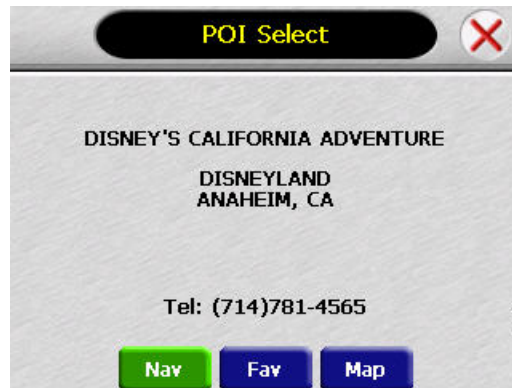 POI Select
DISNEY'S CALIFORNIA ADVENTURE
DISNEYLAND
ANAHEIM, CA
Tel: (714)781-4565
Nav Fav Map